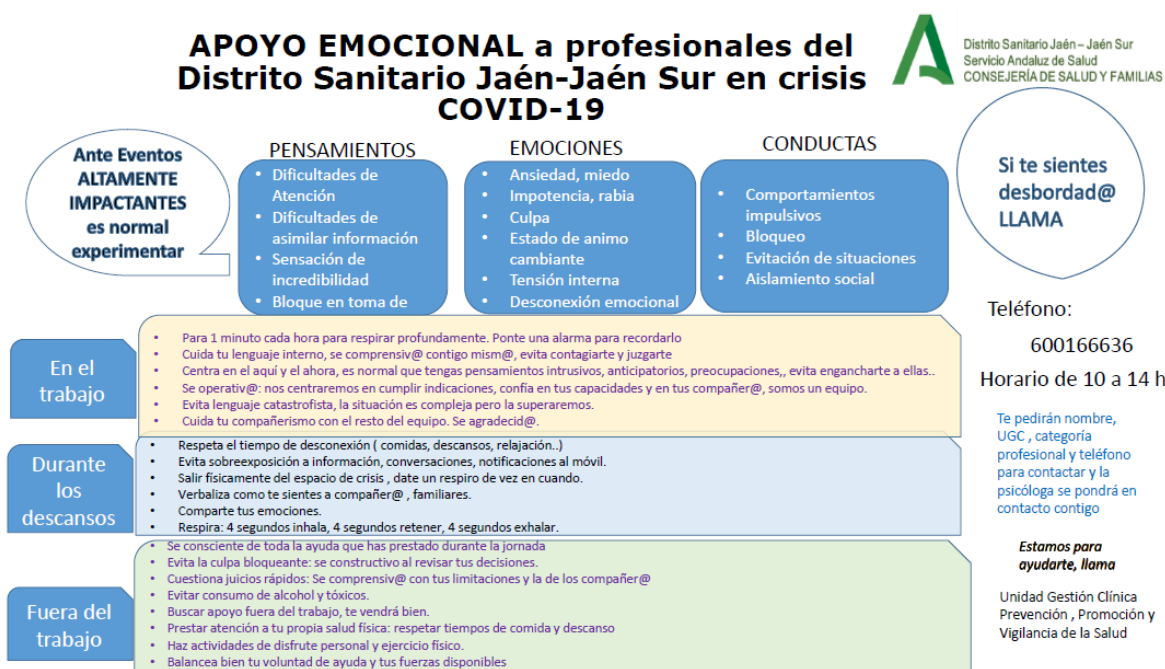 APOYO EMOCIONAL a profesionales del
Distrito Sanitario Jaén-Jaén Sur en crisis
COVID-19
Distrito Sanitario Jaén – Jaén Sur
Servicio Andaluz de Salud
CONSEJERÍA DE SALUD Y FAMILIAS
Ante Eventos
ALTAMENTE
IMPACTANTES
es normal
experimentar
PENSAMIENTOS
• Dificultades de
Atención
• Dificultades de
asimilar información
• Sensación de
incredibilidad
• Bloque en toma de
EMOCIONES
• Ansiedad, miedo
• Impotencia, rabia
• Culpa
• Estado de animo
cambiante
• Tensión interna
• Desconexión emocional
CONDUCTAS
• Comportamientos
impulsivos
• Bloqueo
• Evitación de situaciones
• Aislamiento social
Si te sientes
desbordad@
LLAMA
Teléfono:
600166636
Horario de 10 a 14 h
Te pedirán nombre,
UGC , categoría
profesional y teléfono
para contactar y la
psicóloga se pondrá en
contacto contigo
Estamos para
ayudarte, llama
Unidad Gestión Clínica
Prevención , Promoción y
Vigilancia de la Salud
En el
trabajo
• Para 1 minuto cada hora para respirar profundamente. Ponte una alarma para recordarlo
• Cuida tu lenguaje interno, se comprensiv@ contigo mism@, evita contagiarte y juzgarte
• Centra en el aquí y el ahora, es normal que tengas pensamientos intrusivos, anticipatorios, preocupaciones,, evita engancharte a ellas..
• Se operativ@: nos centraremos en cumplir indicaciones, confía en tus capacidades y en tus compañer@, somos un equipo.
• Evita lenguaje catastrofista, la situación es compleja pero la superaremos.
• Cuida tu compañerismo con el resto del equipo. Se agradecid@.
Durante
los
descansos
• Respeta el tiempo de desconexión ( comidas, descansos, relajación..)
• Evita sobreexposición a información, conversaciones, notificaciones al móvil.
• Salir físicamente del espacio de crisis , date un respiro de vez en cuando.
• Verbaliza como te sientes a compañer@ , familiares.
• Comparte tus emociones.
• Respira: 4 segundos inhala, 4 segundos retener, 4 segundos exhalar.
Fuera del
trabajo
• Se consciente de toda la ayuda que has prestado durante la jornada
• Evita la culpa bloqueante: se constructivo al revisar tus decisiones.
• Cuestiona juicios rápidos: Se comprensiv@ con tus limitaciones y la de los compañer@
• Evitar consumo de alcohol y tóxicos.
• Buscar apoyo fuera del trabajo, te vendrá bien.
• Prestar atención a tu propia salud física: respetar tiempos de comida y descanso
• Haz actividades de disfrute personal y ejercicio físico.
• Balancea bien tu voluntad de ayuda y tus fuerzas disponibles